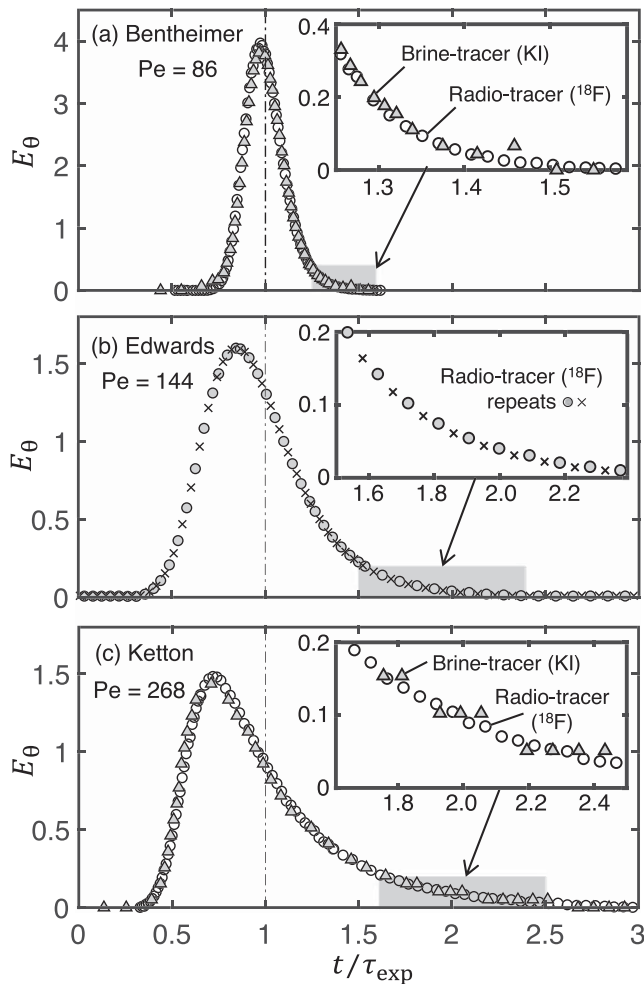 (a) Bentheimer
Pe = 86
E_θ
4
3
2
1
0
0.4
0.2
0
1.3 1.4 1.5
Brine-tracer (KI)
Radio-tracer (¹⁸F)
(b) Edwards
Pe = 144
E_θ
1.5
1
0.5
0
0.2
0.1
0
1.6 1.8 2.0 2.2
Radio-tracer (¹⁸F)
repeats
(c) Ketton
Pe = 268
E_θ
1.5
1
0.5
0
0.2
0.1
0
1.8 2.0 2.2 2.4
Brine-tracer (KI)
Radio-tracer
(¹⁸F)
0 0.5 1 1.5 2 2.5 3
t/τ_exp